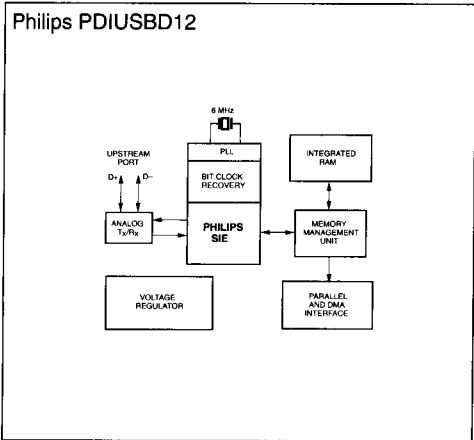 Philips PDIUSBD12
6 MHz
UPSTREAM
PORT
D+ D–
PLL
BIT CLOCK
RECOVERY
INTEGRATED
RAM
ANALOG
Tx/Rx
PHILIPS
SIE
MEMORY
MANAGEMENT
UNIT
VOLTAGE
REGULATOR
PARALLEL
AND DMA
INTERFACE